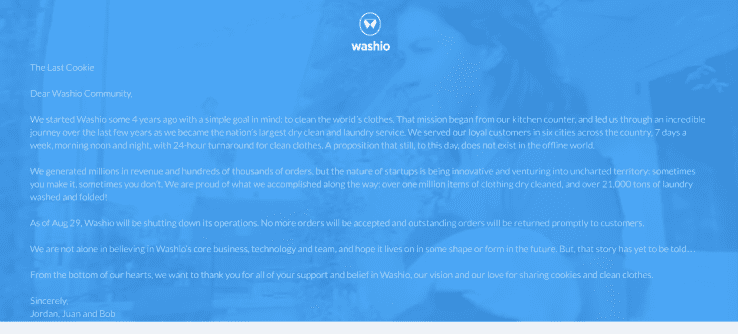 washio
The Last Cookie
Dear Washio Community,
We started Washio some 4 years ago with a simple goal in mind: to clean the world's clothes. That mission began from our kitchen counter, and led us through an incredible
journey over the last few years as we became the nation's largest dry clean and laundry service. We served our loyal customers in six cities across the country, 7 days a
week, morning noon and night, with 24-hour turnaround for clean clothes. A proposition that still, to this day, does not exist in the offline world.
We generated millions in revenue and hundreds of thousands of orders, but the nature of startups is being innovative and venturing into uncharted territory: sometimes
you make it, sometimes you don't. We are proud of what we accomplished along the way: over one million items of clothing dry cleaned, and over 21,000 tons of laundry
washed and folded!
As of Aug 29, Washio will be shutting down its operations. No more orders will be accepted and outstanding orders will be returned promptly to customers.
We are not alone in believing in Washio's core business, technology and team, and hope it lives on in some shape or form in the future. But, that story has yet to be told...
From the bottom of our hearts, we want to thank you for all of your support and belief in Washio, our vision and our love for sharing cookies and clean clothes.
Sincerely,
Jordan, Juan and Bob